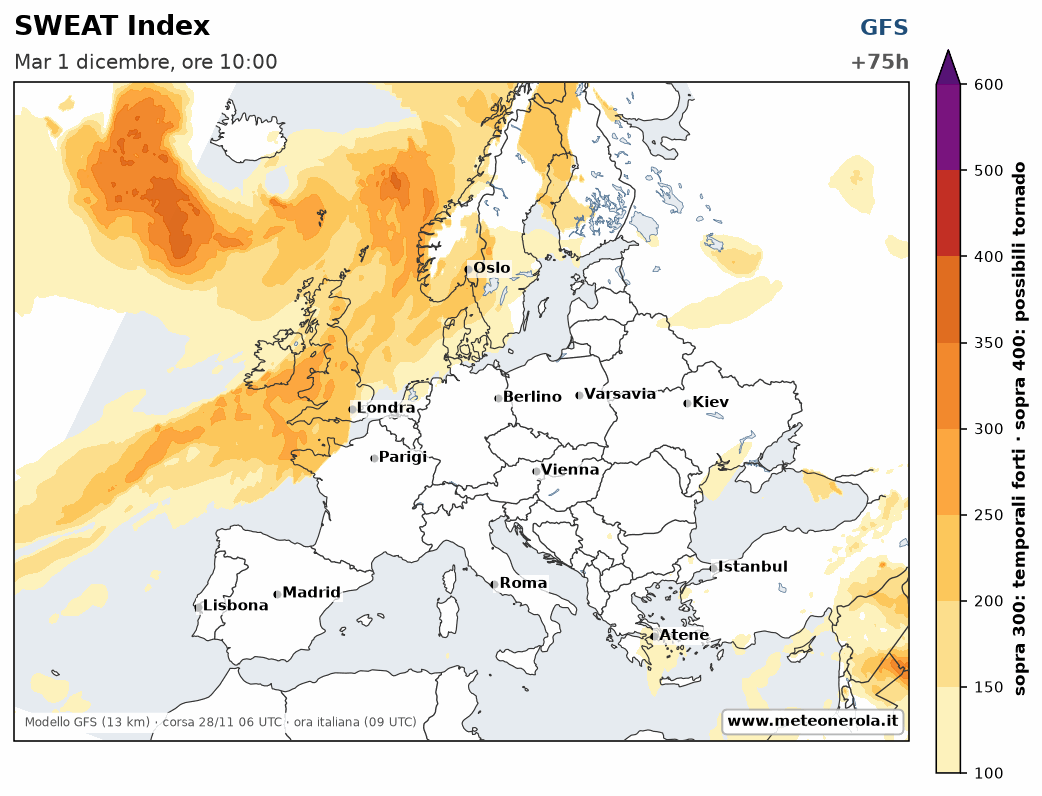 SWEAT Index
GFS
Mar 1 dicembre, ore 10:00
+75h
600
500
400
350
300
250
200
150
100
sopra 300: temporali forti · sopra 400: possibili tornado
Oslo
Londra
Berlino
Varsavia
Kiev
Parigi
Vienna
Istanbul
Madrid
Roma
Lisbona
Atene
Modello GFS (13 km) · corsa 28/11 06 UTC · ora italiana (09 UTC)
www.meteonerola.it